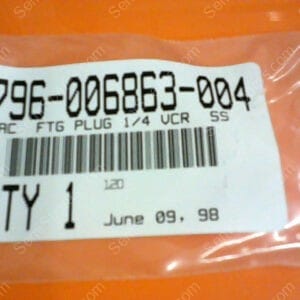 796-006863-004
AC FTG PLUG 1/4 VCR SS
120
TY 1
June 09, 98